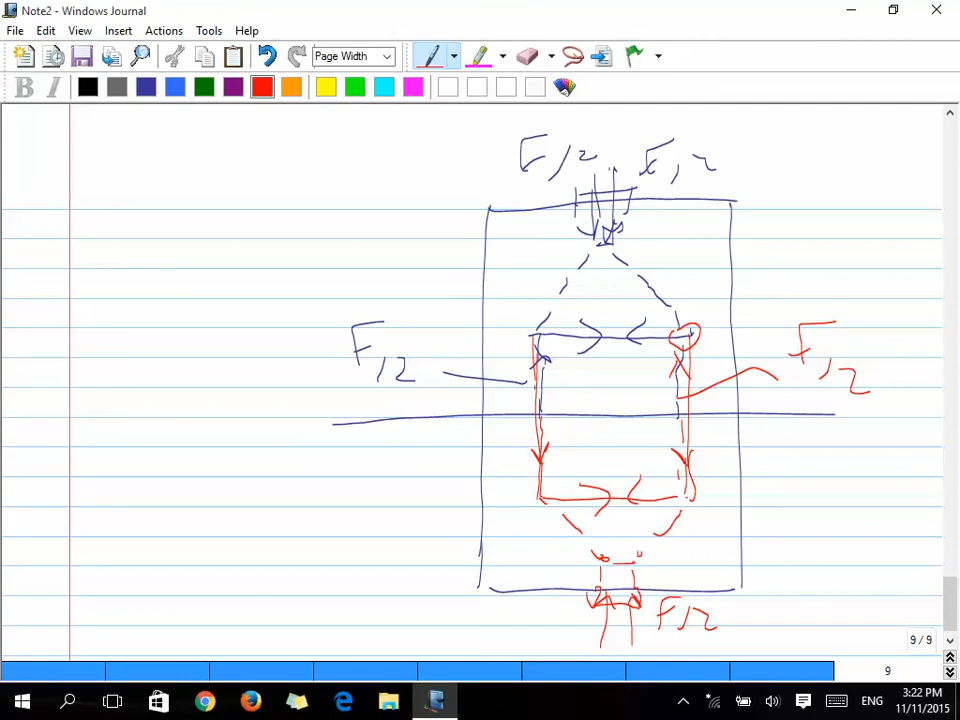 Note2 - Windows Journal
File Edit View Insert Actions Tools Help
Page Width
B I
F/2 F/2
F/2 F/2
F/2
9 / 9
9
ENG
3:22 PM
11/11/2015